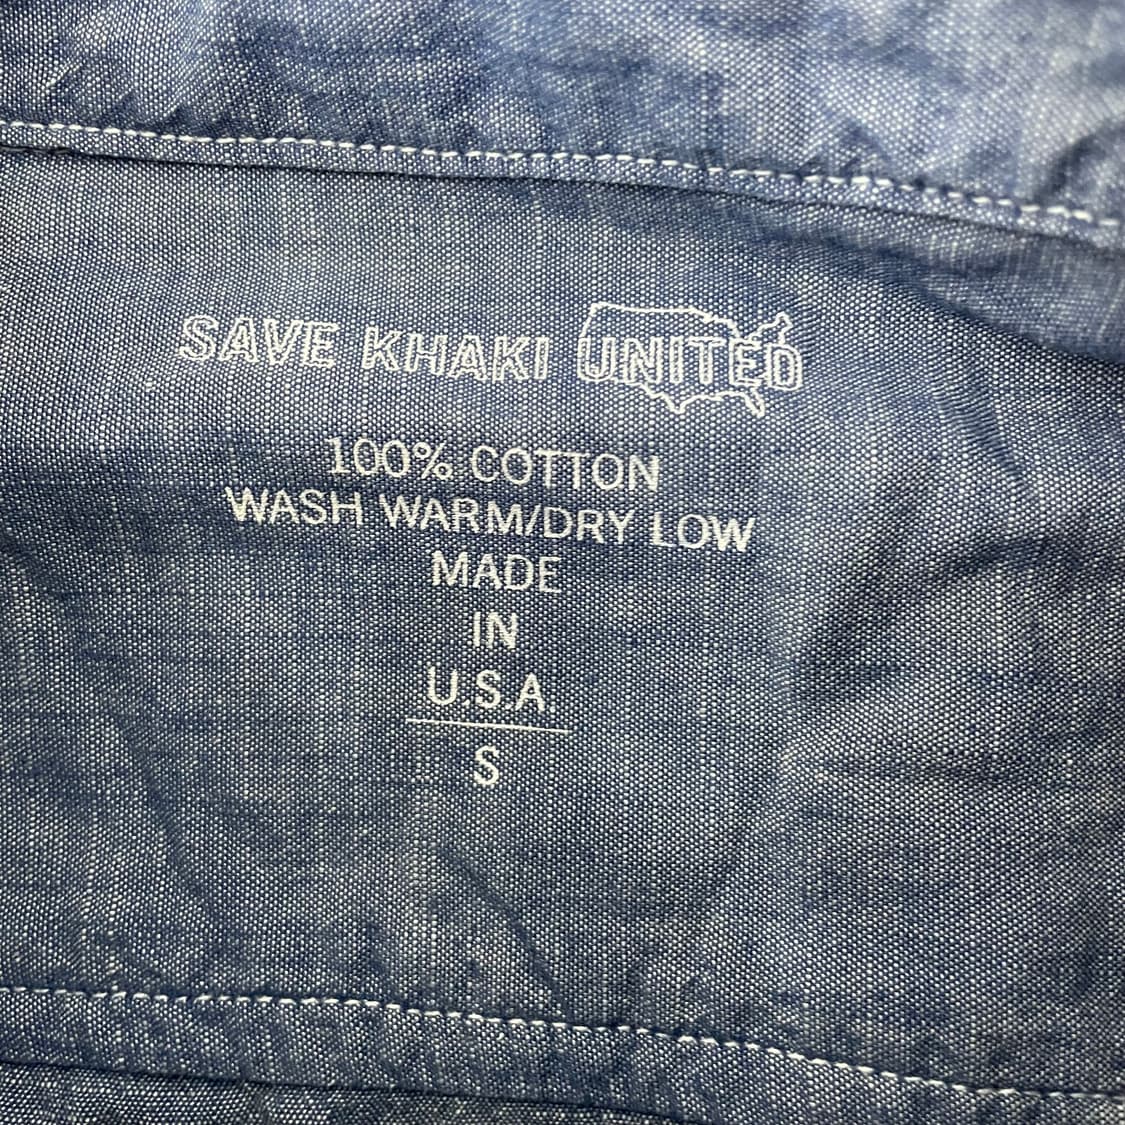 SAVE KHAKI UNITED
100% COTTON
WASH WARM/DRY LOW
MADE
IN
U.S.A.
S